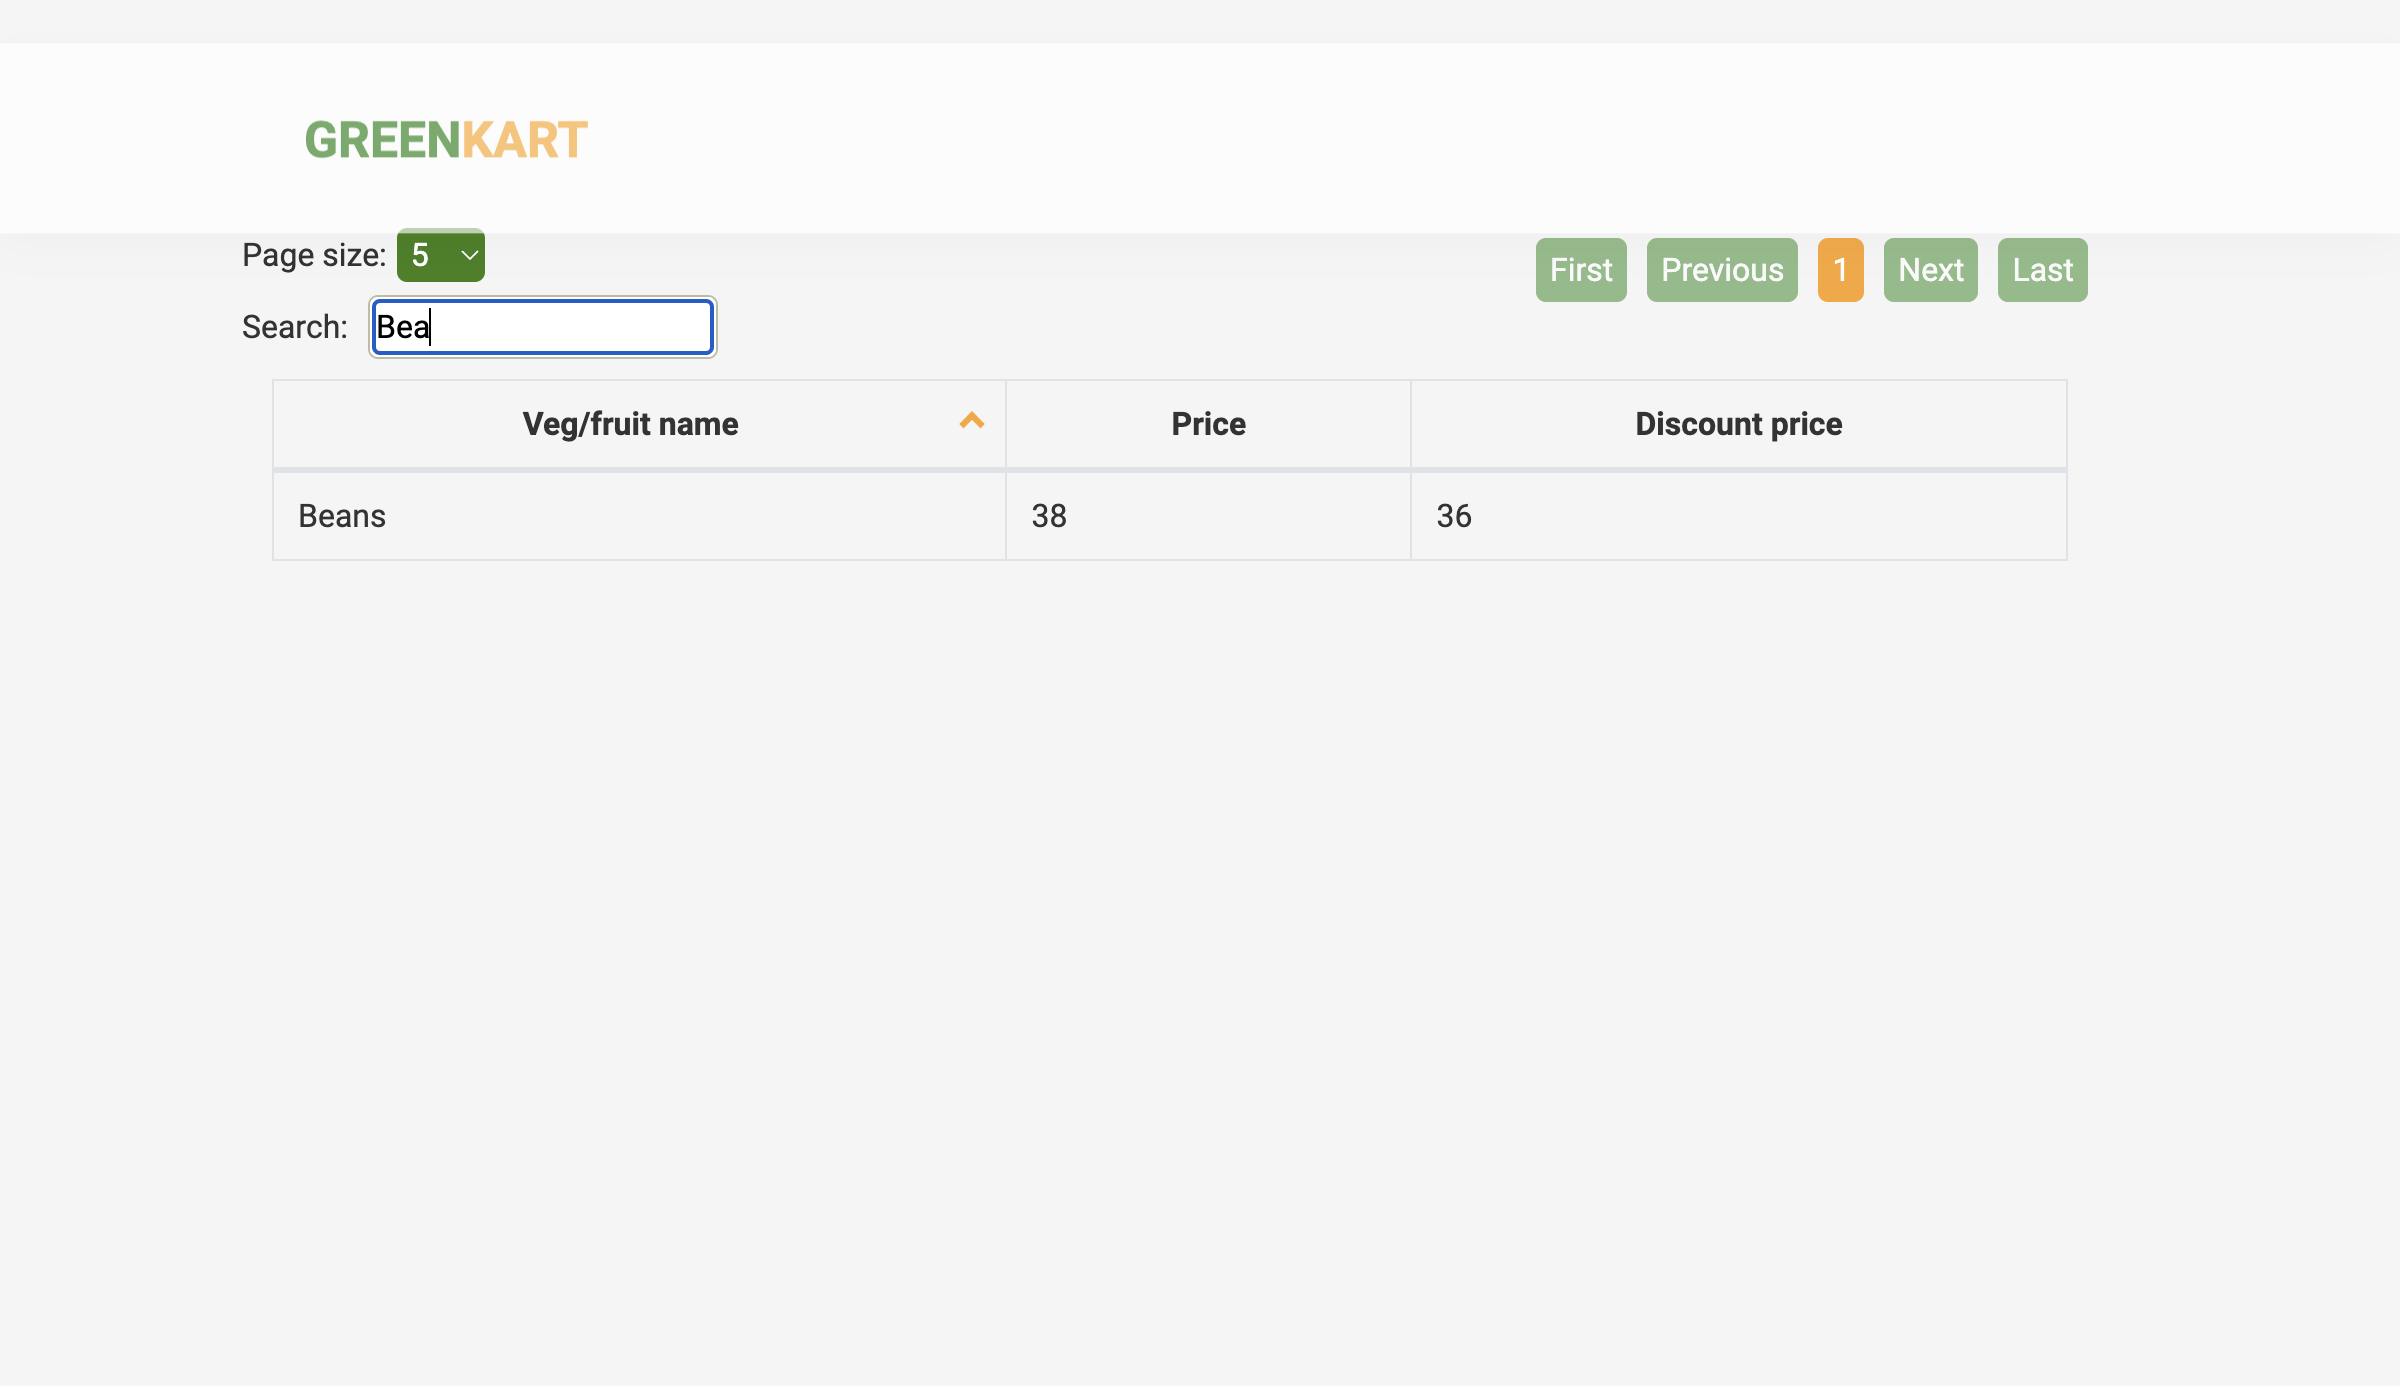 GREENKART
Page size: 5
First Previous 1 Next Last
Search: Bea
Veg/fruit name Price Discount price
Beans 38 36